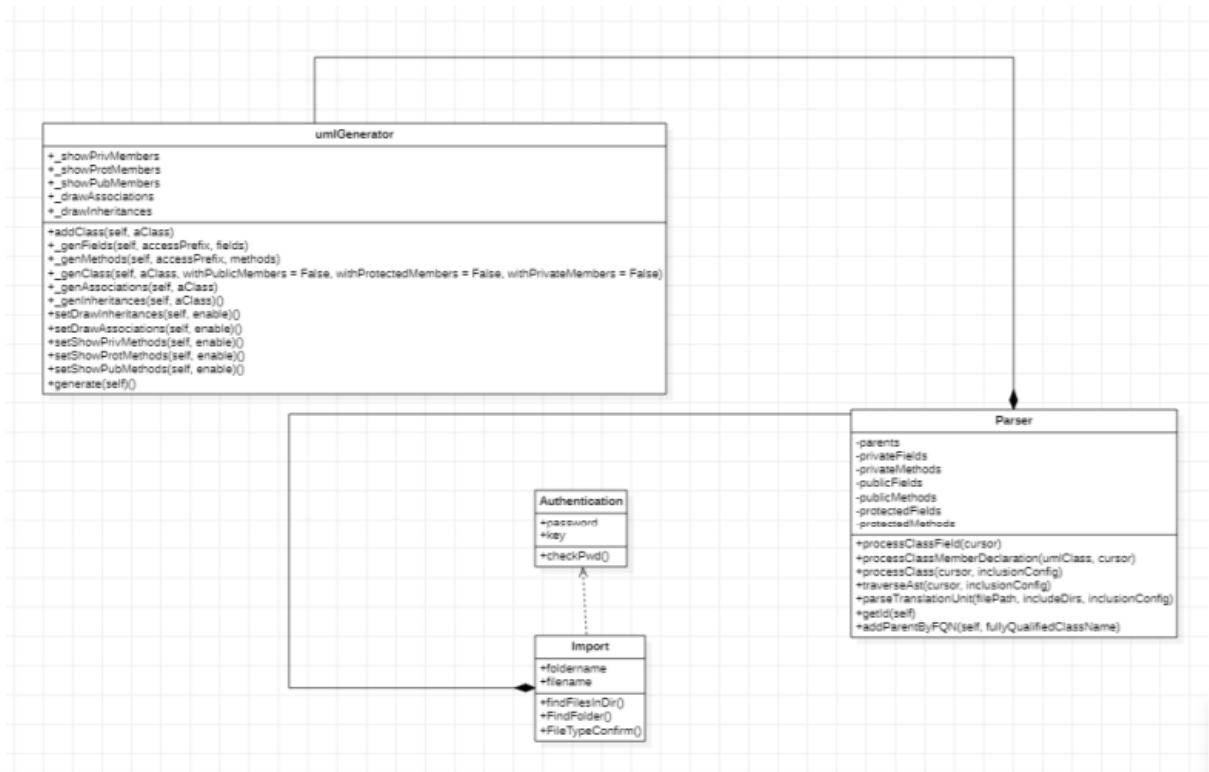 umlGenerator
+_showPrivMembers
+_showProtMembers
+_showPubMembers
+_drawAssociations
+_drawInheritances
+addClass(self, aClass)
+_genFields(self, accessPrefix, fields)
+_genMethods(self, accessPrefix, methods)
+_genClass(self, aClass, withPublicMembers = False, withProtectedMembers = False, withPrivateMembers = False)
+_genAssociations(self, aClass)
+_genInheritances(self, aClass)()
+setDrawInheritances(self, enable)()
+setDrawAssociations(self, enable)()
+setShowPrivMethods(self, enable)()
+setShowProtMethods(self, enable)()
+setShowPubMethods(self, enable)()
+generate(self)()
Parser
-parents
-privateFields
-privateMethods
-publicFields
-publicMethods
-protectedFields
-protectedMethods
+processClassField(cursor)
+processClassMemberDeclaration(umlClass, cursor)
+processClass(cursor, inclusionConfig)
+traverseAst(cursor, inclusionConfig)
+parseTranslationUnit(filePath, includeDirs, inclusionConfig)
+getId(self)
+addParentByFQN(self, fullyQualifiedClassName)
Authentication
+password
+key
+checkPwd()
Import
+foldername
+filename
+findFilesInDir()
+FindFolder()
+FileTypeConfirm()